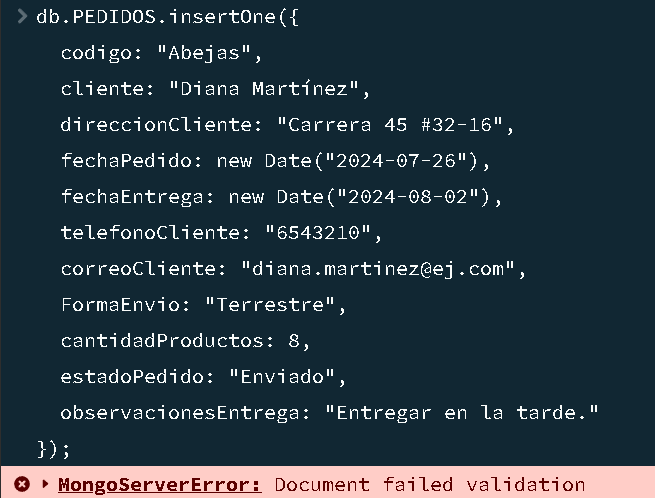 db.PEDIDOS.insertOne({
codigo: "Abejas",
cliente: "Diana Martínez",
direccionCliente: "Carrera 45 #32-16",
fechaPedido: new Date("2024-07-26"),
fechaEntrega: new Date("2024-08-02"),
telefonoCliente: "6543210",
correoCliente: "diana.martinez@ej.com",
FormaEnvio: "Terrestre",
cantidadProductos: 8,
estadoPedido: "Enviado",
observacionesEntrega: "Entregar en la tarde."
});
MongoServerError: Document failed validation